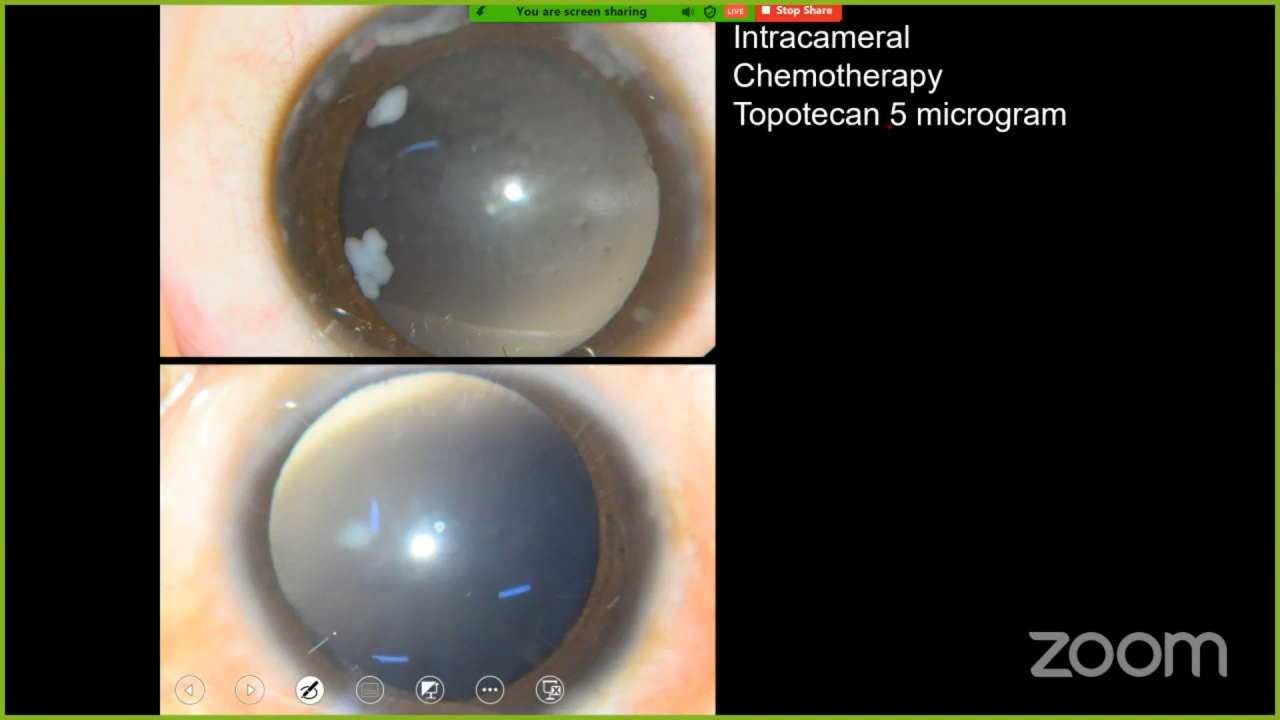 You are screen sharing
LIVE
Stop Share
Intracameral
Chemotherapy
Topotecan 5 microgram
zoom